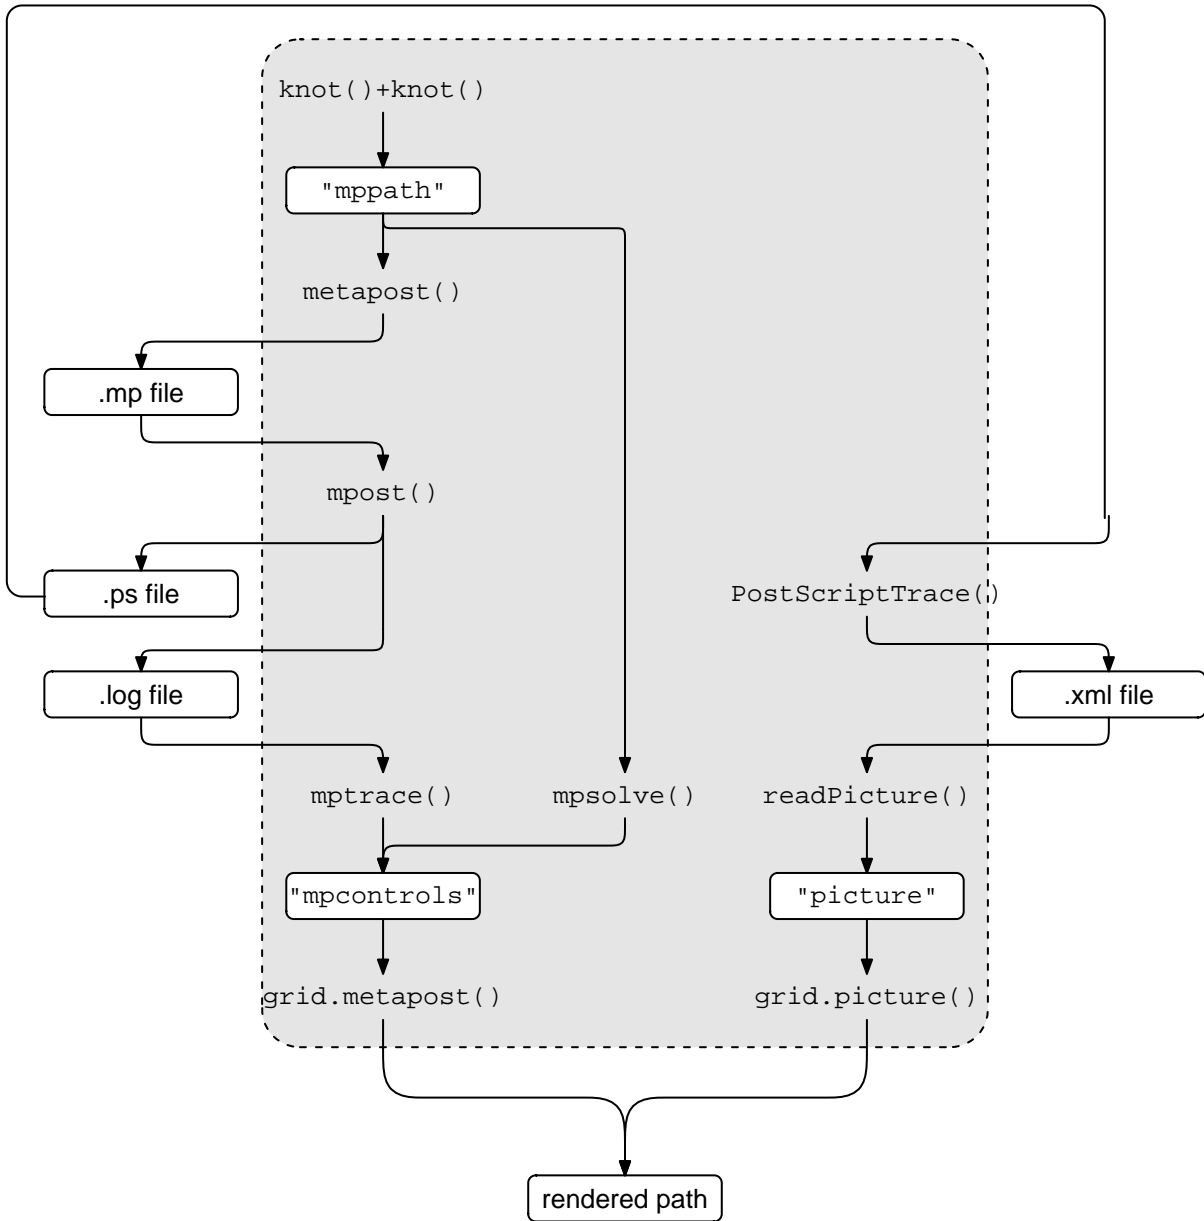 knot()+knot()
"mppath"
metapost()
.mp file
mpost()
.ps file
PostScriptTrace()
.log file
.xml file
mptrace()
mpsolve()
readPicture()
"mpcontrols"
"picture"
grid.metapost()
grid.picture()
rendered path